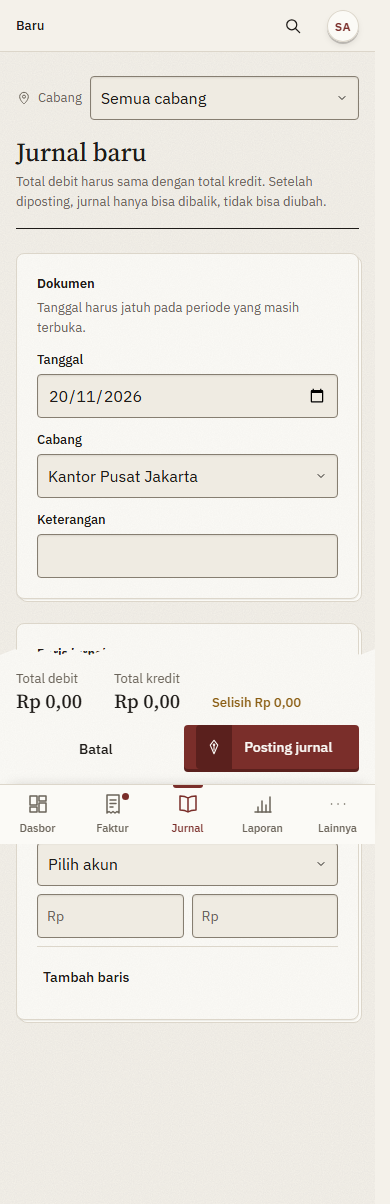 Baru
SA
Cabang
Semua cabang
Jurnal baru
Total debit harus sama dengan total kredit. Setelah
diposting, jurnal hanya bisa dibalik, tidak bisa diubah.
Dokumen
Tanggal harus jatuh pada periode yang masih
terbuka.
Tanggal
20/11/2026
Cabang
Kantor Pusat Jakarta
Keterangan
Total debit
Total kredit
Rp 0,00
Rp 0,00
Selisih Rp 0,00
Batal
Posting jurnal
Dasbor
Faktur
Jurnal
Laporan
Lainnya
Pilih akun
Rp
Rp
Tambah baris